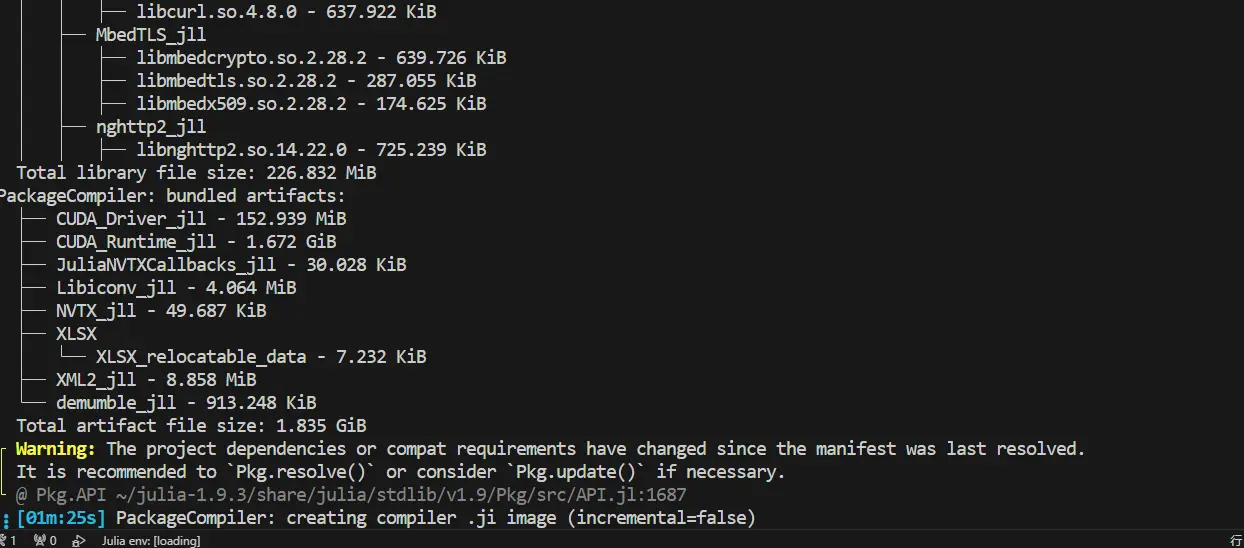 libcurl.so.4.8.0 - 637.922 KiB
MbedTLS_jll
libmbedcrypto.so.2.28.2 - 639.726 KiB
libmbedtls.so.2.28.2 - 287.055 KiB
libmbedx509.so.2.28.2 - 174.625 KiB
nghttp2_jll
libnghttp2.so.14.22.0 - 725.239 KiB
Total library file size: 226.832 MiB
PackageCompiler: bundled artifacts:
CUDA_Driver_jll - 152.939 MiB
CUDA_Runtime_jll - 1.672 GiB
JuliaNVTXCallbacks_jll - 30.028 KiB
Libiconv_jll - 4.064 MiB
NVTX_jll - 49.687 KiB
XLSX
XLSX_relocatable_data - 7.232 KiB
XML2_jll - 8.858 MiB
demumble_jll - 913.248 KiB
Total artifact file size: 1.835 GiB
Warning: The project dependencies or compat requirements have changed since the manifest was last resolved.
It is recommended to `Pkg.resolve()` or consider `Pkg.update()` if necessary.
@ Pkg.API ~/julia-1.9.3/share/julia/stdlib/v1.9/Pkg/src/API.jl:1687
[01m:25s] PackageCompiler: creating compiler .ji image (incremental=false)
1 0 Julia env: [loading] 行